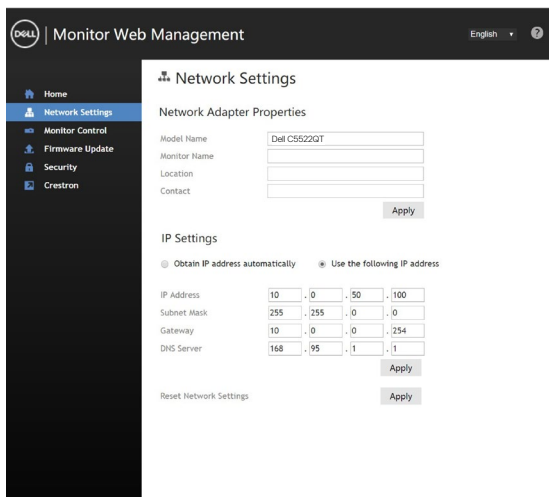 DELL | Monitor Web Management
English
?
Home
Network Settings
Monitor Control
Firmware Update
Security
Crestron
Network Settings
Network Adapter Properties
Model Name Dell C5522QT
Monitor Name
Location
Contact
Apply
IP Settings
Obtain IP address automatically Use the following IP address
IP Address 10 . 0 . 50 . 100
Subnet Mask 255 . 255 . 0 . 0
Gateway 10 . 0 . 0 . 254
DNS Server 168 . 95 . 1 . 1
Apply
Reset Network Settings Apply